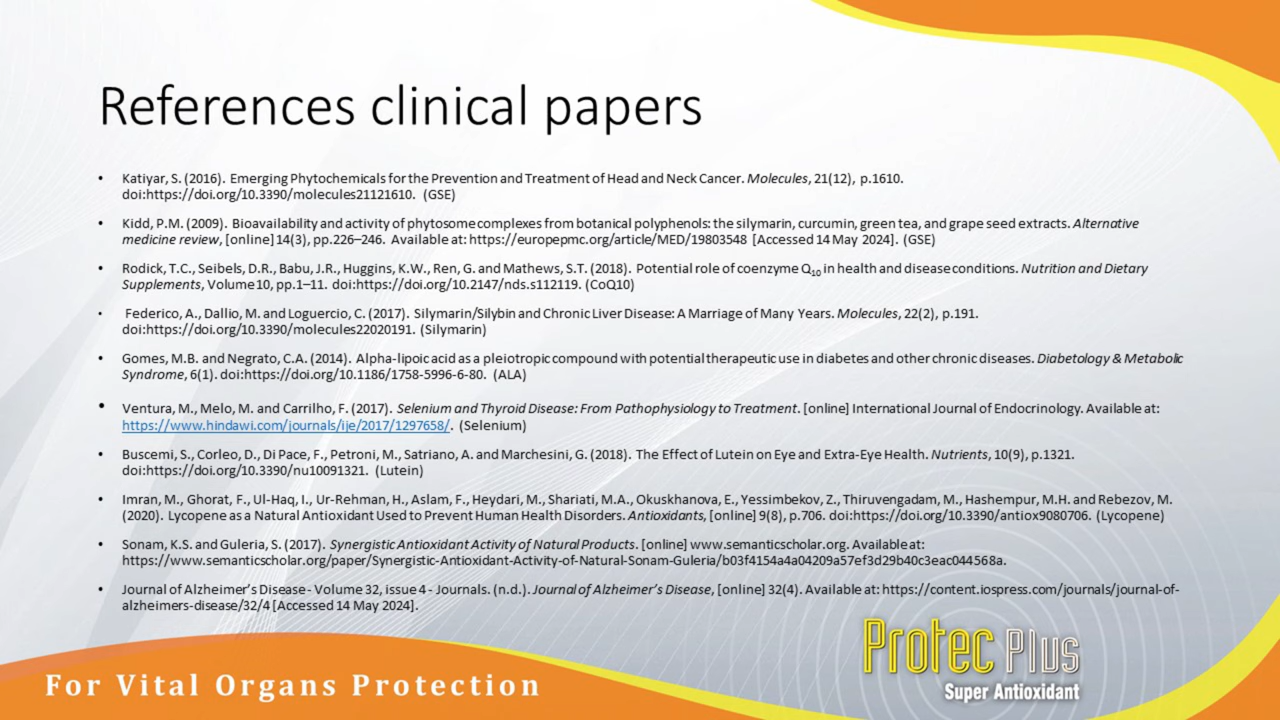 References clinical papers
• Katiyar, S. (2016). Emerging Phytochemicals for the Prevention and Treatment of Head and Neck Cancer. Molecules, 21(12), p.1610.
doi:https://doi.org/10.3390/molecules21121610. (GSE)
• Kidd, P.M. (2009). Bioavailability and activity of phytosome complexes from botanical polyphenols: the silymarin, curcumin, green tea, and grape seed extracts. Alternative
medicine review, [online] 14(3), pp.226–246. Available at: https://europepmc.org/article/MED/19803548 [Accessed 14 May 2024]. (GSE)
• Rodick, T.C., Seibels, D.R., Babu, J.R., Huggins, K.W., Ren, G. and Mathews, S.T. (2018). Potential role of coenzyme Q10 in health and disease conditions. Nutrition and Dietary
Supplements, Volume 10, pp.1–11. doi:https://doi.org/10.2147/nds.s112119. (CoQ10)
• Federico, A., Dallio, M. and Loguercio, C. (2017). Silymarin/Silybin and Chronic Liver Disease: A Marriage of Many Years. Molecules, 22(2), p.191.
doi:https://doi.org/10.3390/molecules22020191. (Silymarin)
• Gomes, M.B. and Negrato, C.A. (2014). Alpha-lipoic acid as a pleiotropic compound with potential therapeutic use in diabetes and other chronic diseases. Diabetology & Metabolic
Syndrome, 6(1). doi:https://doi.org/10.1186/1758-5996-6-80. (ALA)
• Ventura, M., Melo, M. and Carrilho, F. (2017). Selenium and Thyroid Disease: From Pathophysiology to Treatment. [online] International Journal of Endocrinology. Available at:
https://www.hindawi.com/journals/ije/2017/1297658/. (Selenium)
• Buscemi, S., Corleo, D., Di Pace, F., Petroni, M., Satriano, A. and Marchesini, G. (2018). The Effect of Lutein on Eye and Extra-Eye Health. Nutrients, 10(9), p.1321.
doi:https://doi.org/10.3390/nu10091321. (Lutein)
• Imran, M., Ghorat, F., Ul-Haq, I., Ur-Rehman, H., Aslam, F., Heydari, M., Shariati, M.A., Okuskhanova, E., Yessimbekov, Z., Thiruvengadam, M., Hashempur, M.H. and Rebezov, M.
(2020). Lycopene as a Natural Antioxidant Used to Prevent Human Health Disorders. Antioxidants, [online] 9(8), p.706. doi:https://doi.org/10.3390/antiox9080706. (Lycopene)
• Sonam, K.S. and Guleria, S. (2017). Synergistic Antioxidant Activity of Natural Products. [online] www.semanticscholar.org. Available at:
https://www.semanticscholar.org/paper/Synergistic-Antioxidant-Activity-of-Natural-Sonam-Guleria/b03f4154a4a04209a57ef3d29b40c3eac044568a.
• Journal of Alzheimer's Disease - Volume 32, issue 4 - Journals. (n.d.). Journal of Alzheimer's Disease, [online] 32(4). Available at: https://content.iospress.com/journals/journal-of-
alzheimers-disease/32/4 [Accessed 14 May 2024].
For Vital Organs Protection
Protec Plus
Super Antioxidant